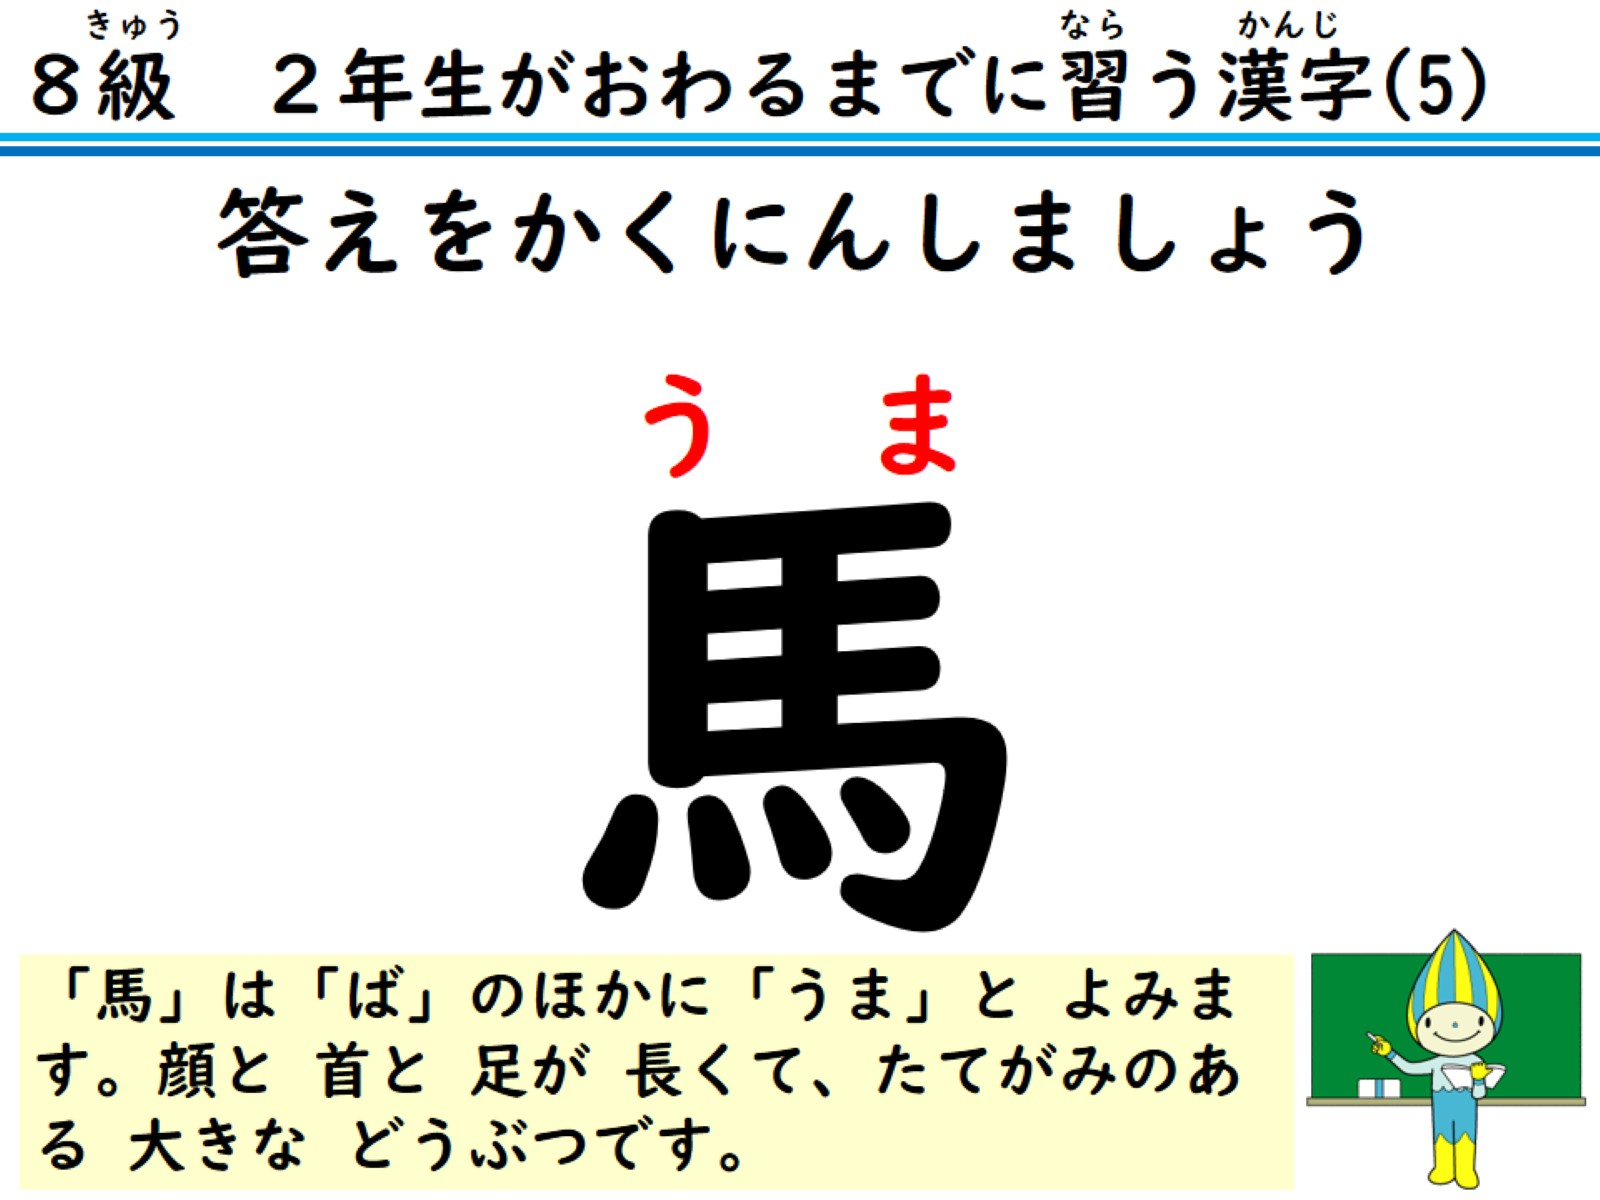 きゅう なら かんじ
８級　２年生がおわるまでに習う漢字(5)
答えをかくにんしましょう
う ま
馬
「馬」は「ば」のほかに「うま」と よみま
す。顔と 首と 足が 長くて、たてがみのあ
る 大きな どうぶつです。